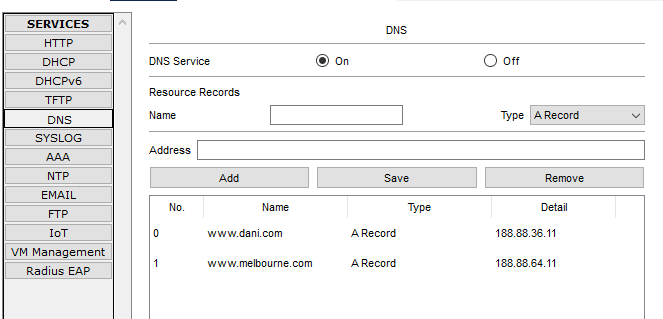 SERVICES
HTTP
DHCP
DHCPv6
TFTP
DNS
SYSLOG
AAA
NTP
EMAIL
FTP
IoT
VM Management
Radius EAP
DNS
DNS Service On Off
Resource Records
Name Type A Record
Address
Add Save Remove
No. Name Type Detail
0 www.dani.com A Record 188.88.36.11
1 www.melbourne.com A Record 188.88.64.11